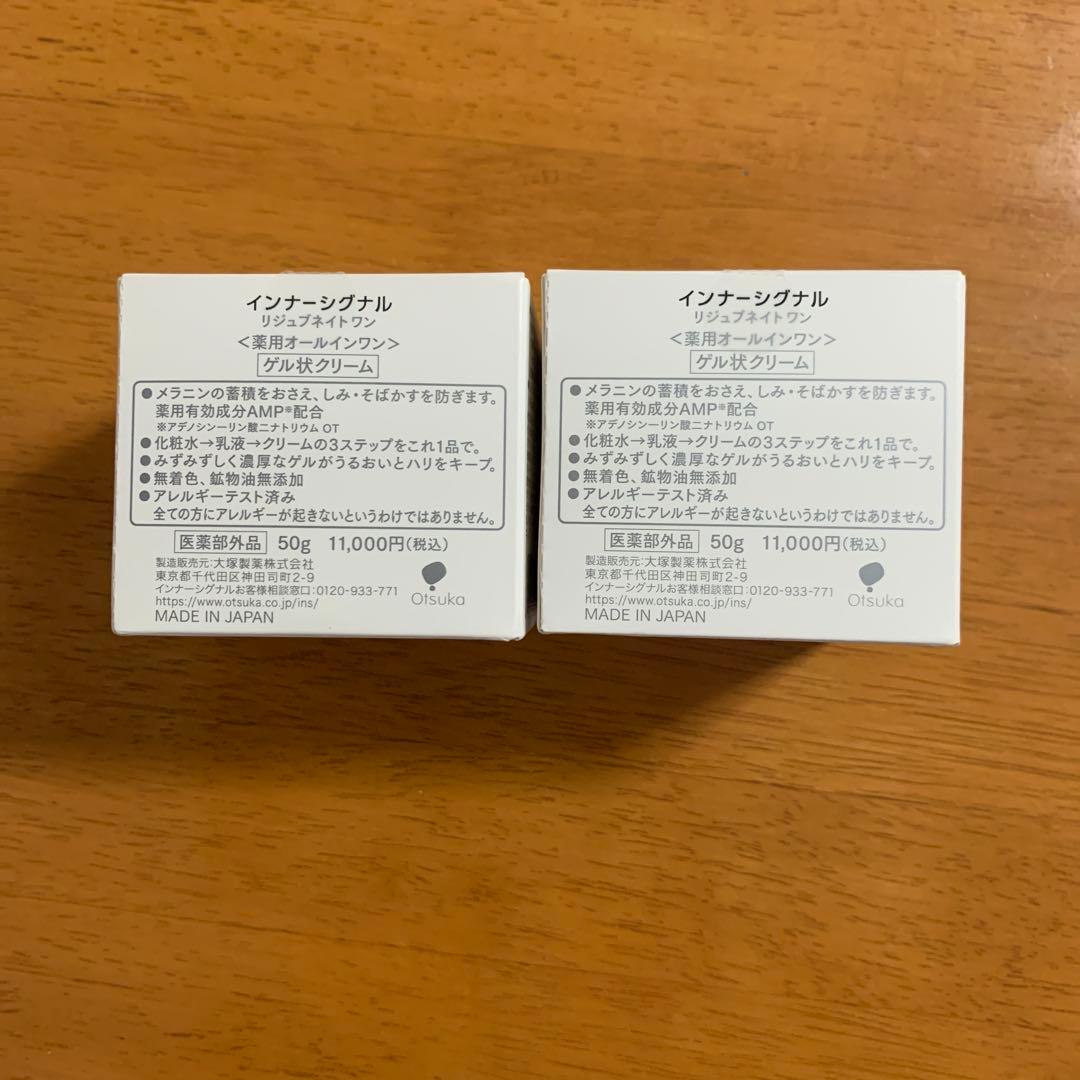 インナーシグナル
リジュブネイトワン
<薬用オールインワン>
ゲル状クリーム
●メラニンの蓄積をおさえ、しみ・そばかすを防ぎます。
薬用有効成分AMP※配合
※アデノシン一リン酸二ナトリウム OT
●化粧水→乳液→クリームの3ステップをこれ1品で。
●みずみずしく濃厚なゲルがうるおいとハリをキープ。
●無着色、鉱物油無添加
●アレルギーテスト済み
全ての方にアレルギーが起きないというわけではありません。
医薬部外品 50g 11,000円(税込)
製造販売元:大塚製薬株式会社
東京都千代田区神田司町2-9
インナーシグナルお客様相談窓口:0120-933-771
https://www.otsuka.co.jp/ins/
MADE IN JAPAN
Otsuka
インナーシグナル
リジュブネイトワン
<薬用オールインワン>
ゲル状クリーム
●メラニンの蓄積をおさえ、しみ・そばかすを防ぎます。
薬用有効成分AMP※配合
※アデノシン一リン酸二ナトリウム OT
●化粧水→乳液→クリームの3ステップをこれ1品で。
●みずみずしく濃厚なゲルがうるおいとハリをキープ。
●無着色、鉱物油無添加
●アレルギーテスト済み
全ての方にアレルギーが起きないというわけではありません。
医薬部外品 50g 11,000円(税込)
製造販売元:大塚製薬株式会社
東京都千代田区神田司町2-9
インナーシグナルお客様相談窓口:0120-933-771
https://www.otsuka.co.jp/ins/
MADE IN JAPAN
Otsuka